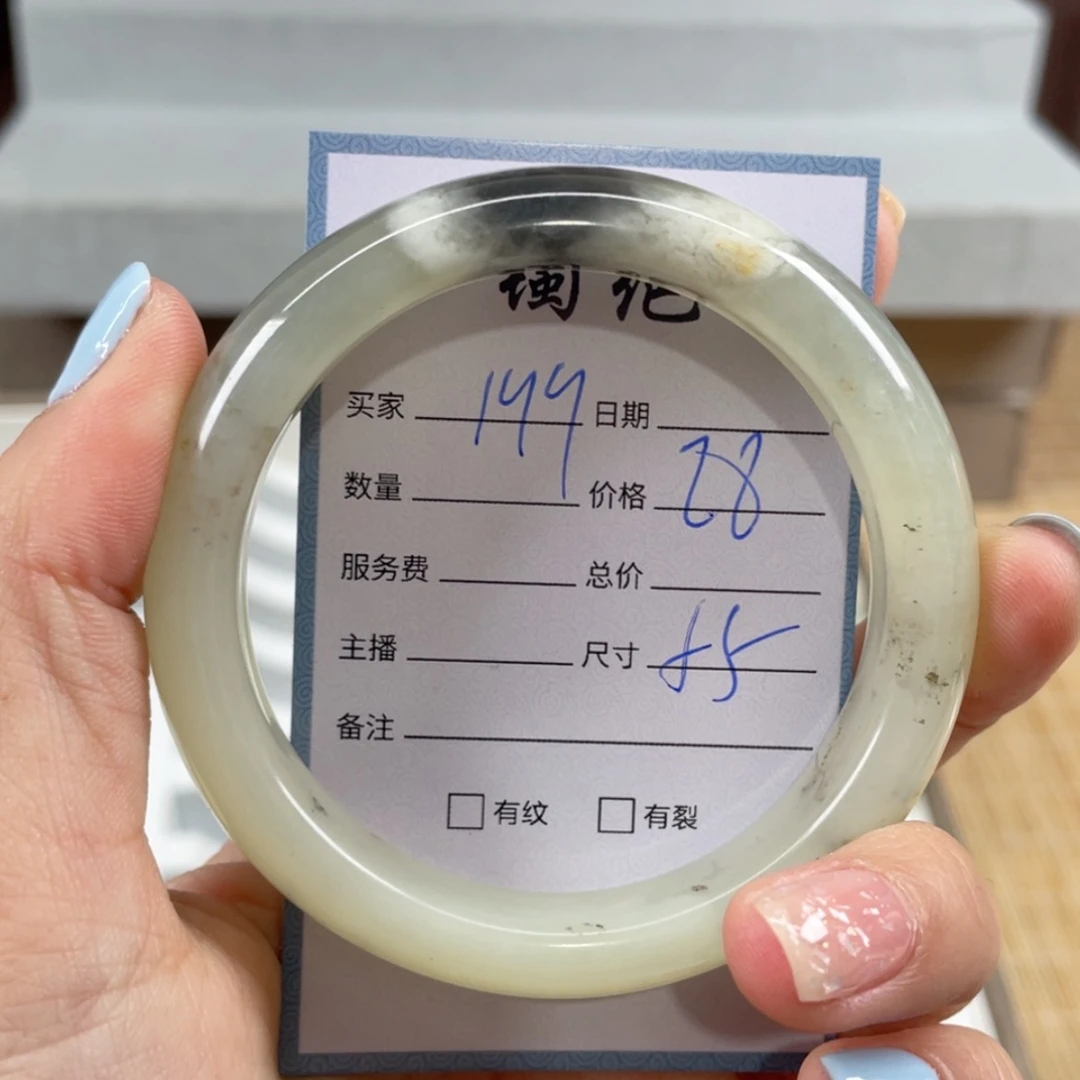 买家 199 日期
数量 价格 28
服务费 总价
主播 尺寸 55
备注
有纹 有裂